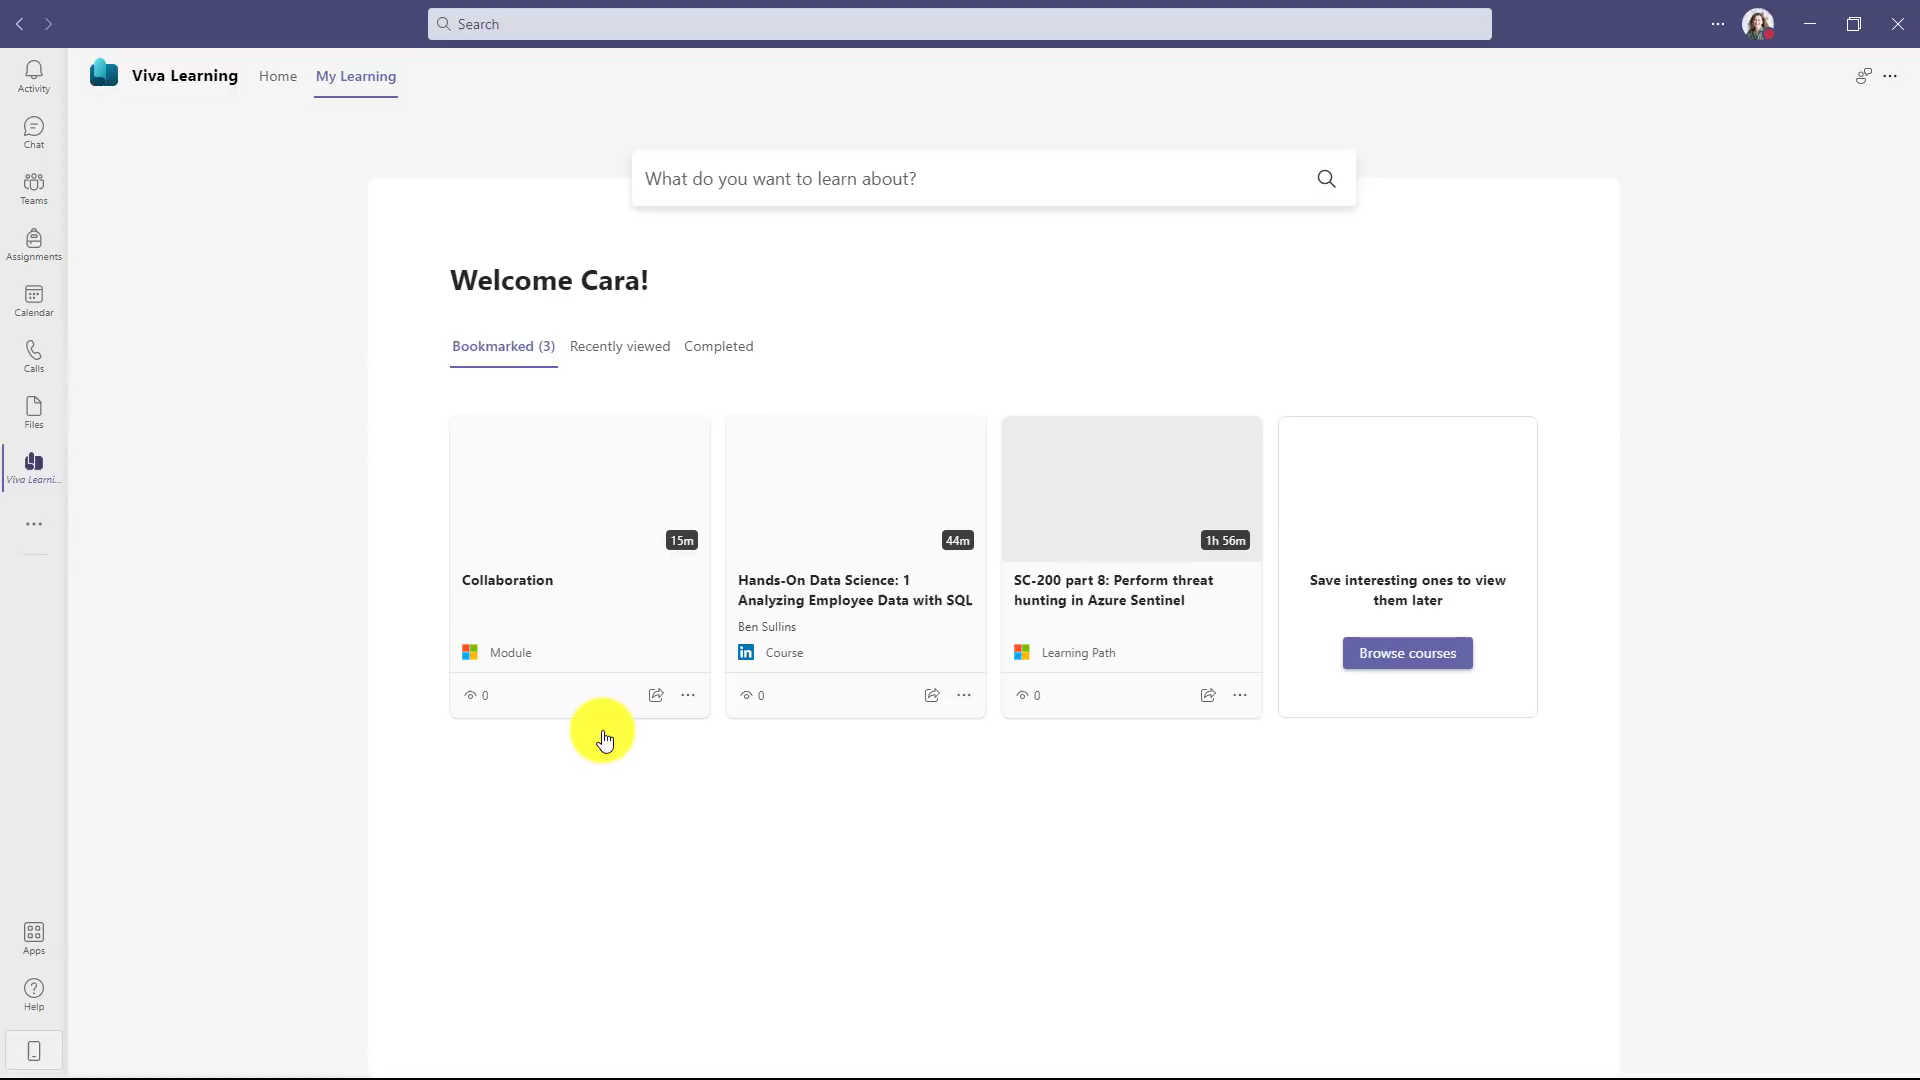 Search
Activity
Chat
Teams
Assignments
Calendar
Calls
Files
Viva Learni...
Apps
Help
Viva Learning
Home
My Learning
What do you want to learn about?
Welcome Cara!
Bookmarked (3)
Recently viewed
Completed
15m
Collaboration
Module
0
44m
Hands-On Data Science: 1
Analyzing Employee Data with SQL
Ben Sullins
in
Course
0
1h 56m
SC-200 part 8: Perform threat
hunting in Azure Sentinel
Learning Path
0
Save interesting ones to view
them later
Browse courses